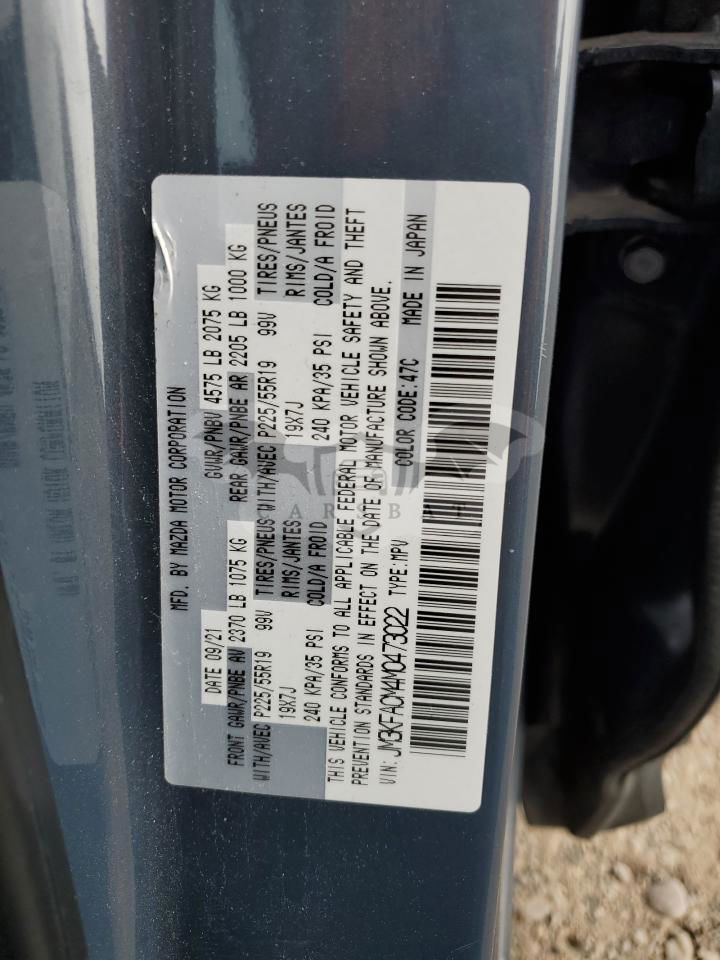 MFD. BY MAZDA MOTOR CORPORATION
DATE 09/21 GVWR/PNBV 4575 LB 2075 KG
FRONT GAWR/PNBE AV 2370 LB 1075 KG REAR GAWR/PNBE AR 2205 LB 1000 KG
WITH/AVEC P225/55R19 99V TIRES/PNEUS WITH/AVEC P225/55R19 99V TIRES/PNEUS
19X7J RIMS/JANTES 19X7J RIMS/JANTES
240 KPA/35 PSI COLD/A FROID 240 KPA/35 PSI COLD/A FROID
THIS VEHICLE CONFORMS TO ALL APPLICABLE FEDERAL MOTOR VEHICLE SAFETY AND THEFT
PREVENTION STANDARDS IN EFFECT ON THE DATE OF MANUFACTURE SHOWN ABOVE.
VIN: JM3KFACM4M0473022 TYPE:MPV COLOR CODE:47C MADE IN JAPAN
CARSBAT